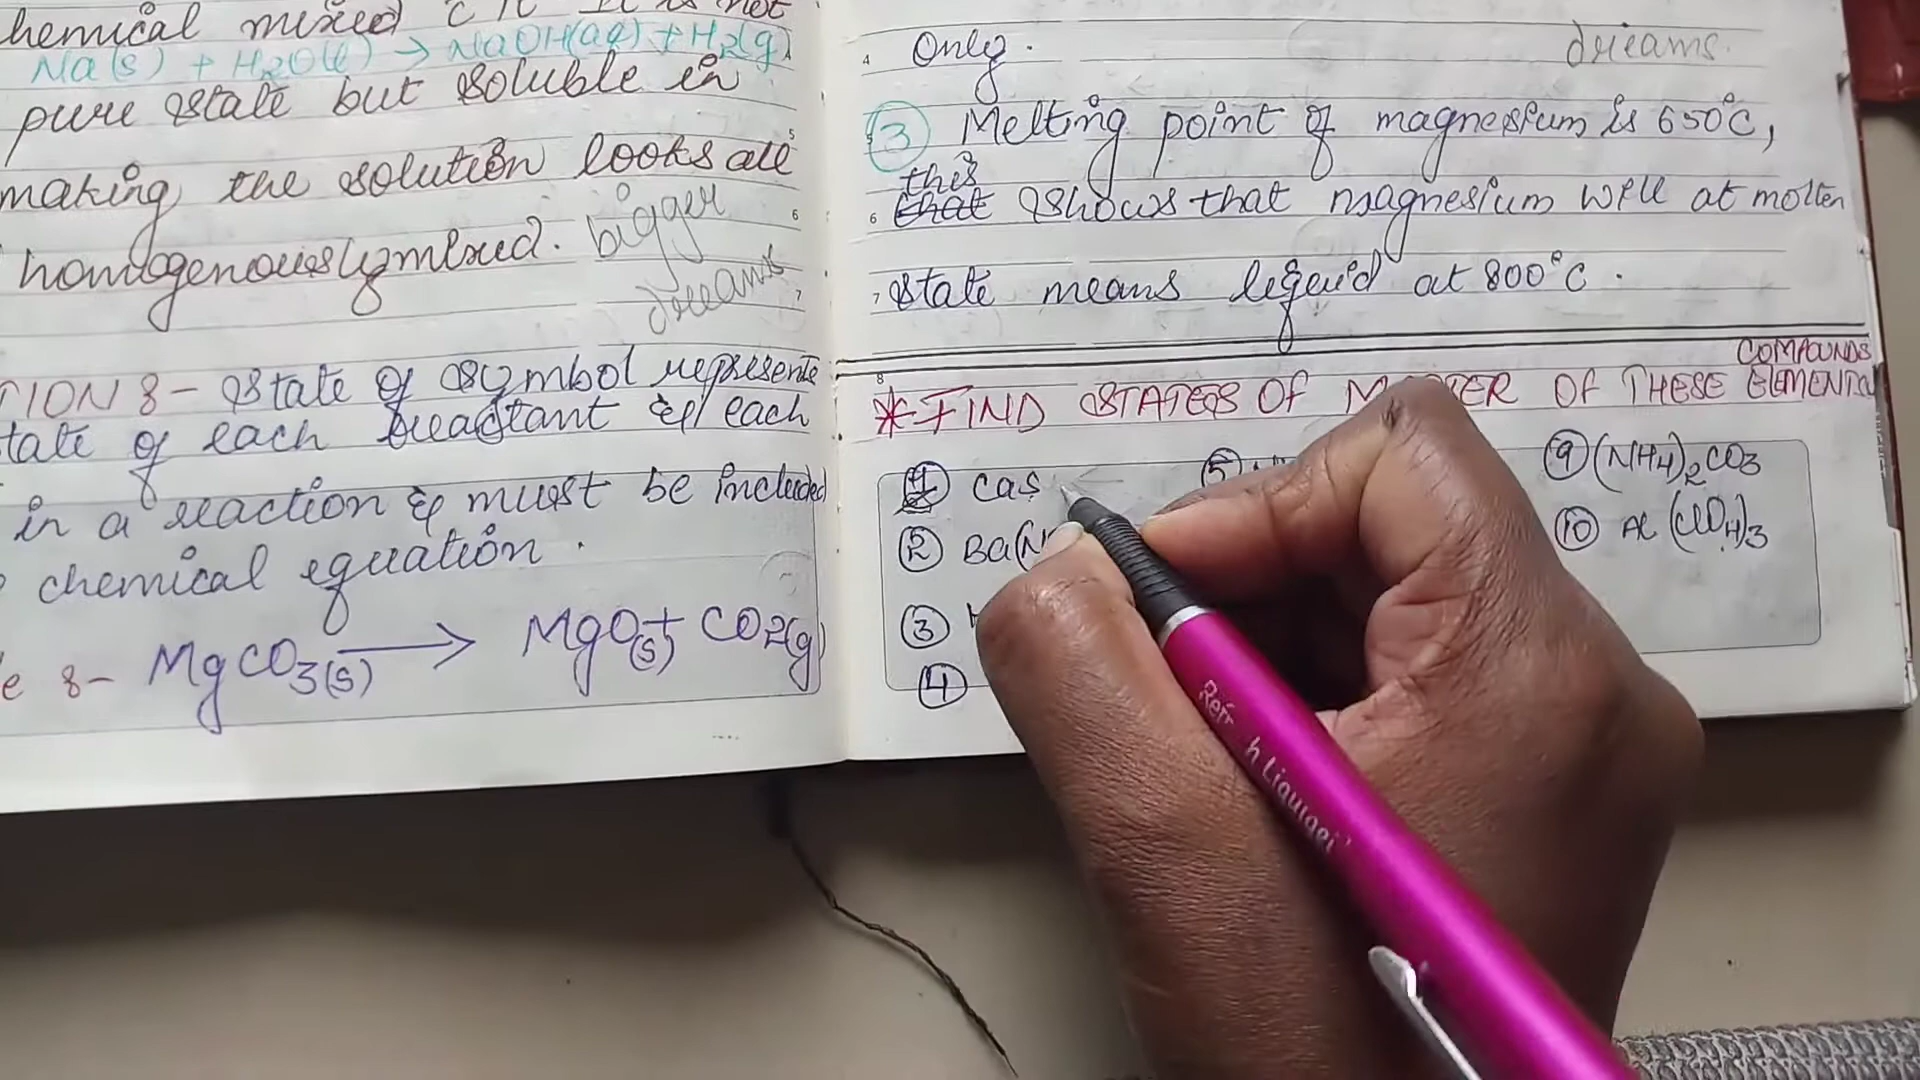 hemical mixed
Na(s) + H2O(l) → NaOH(aq) + H2(g)
pure state but soluble in
making the solution looks all
homogenously mixed. bigger
dreams
TION 8- State of Symbol represents
tate of each reactant & each
in a reaction & must be included
chemical equation.
e 8- MgCO3(s) → MgO(s) + CO2(g)
Only. dreams.
3 Melting point of magnesium is 650°C,
this
that shows that magnesium will at molten
state means liquid at 800°C.
COMPOUNDS
* FIND STATES OF OF THESE ELEMENTS
1 Cas
2 Ba(N
3
4
5
9 (NH4)2CO3
10 Al (ClO4)3